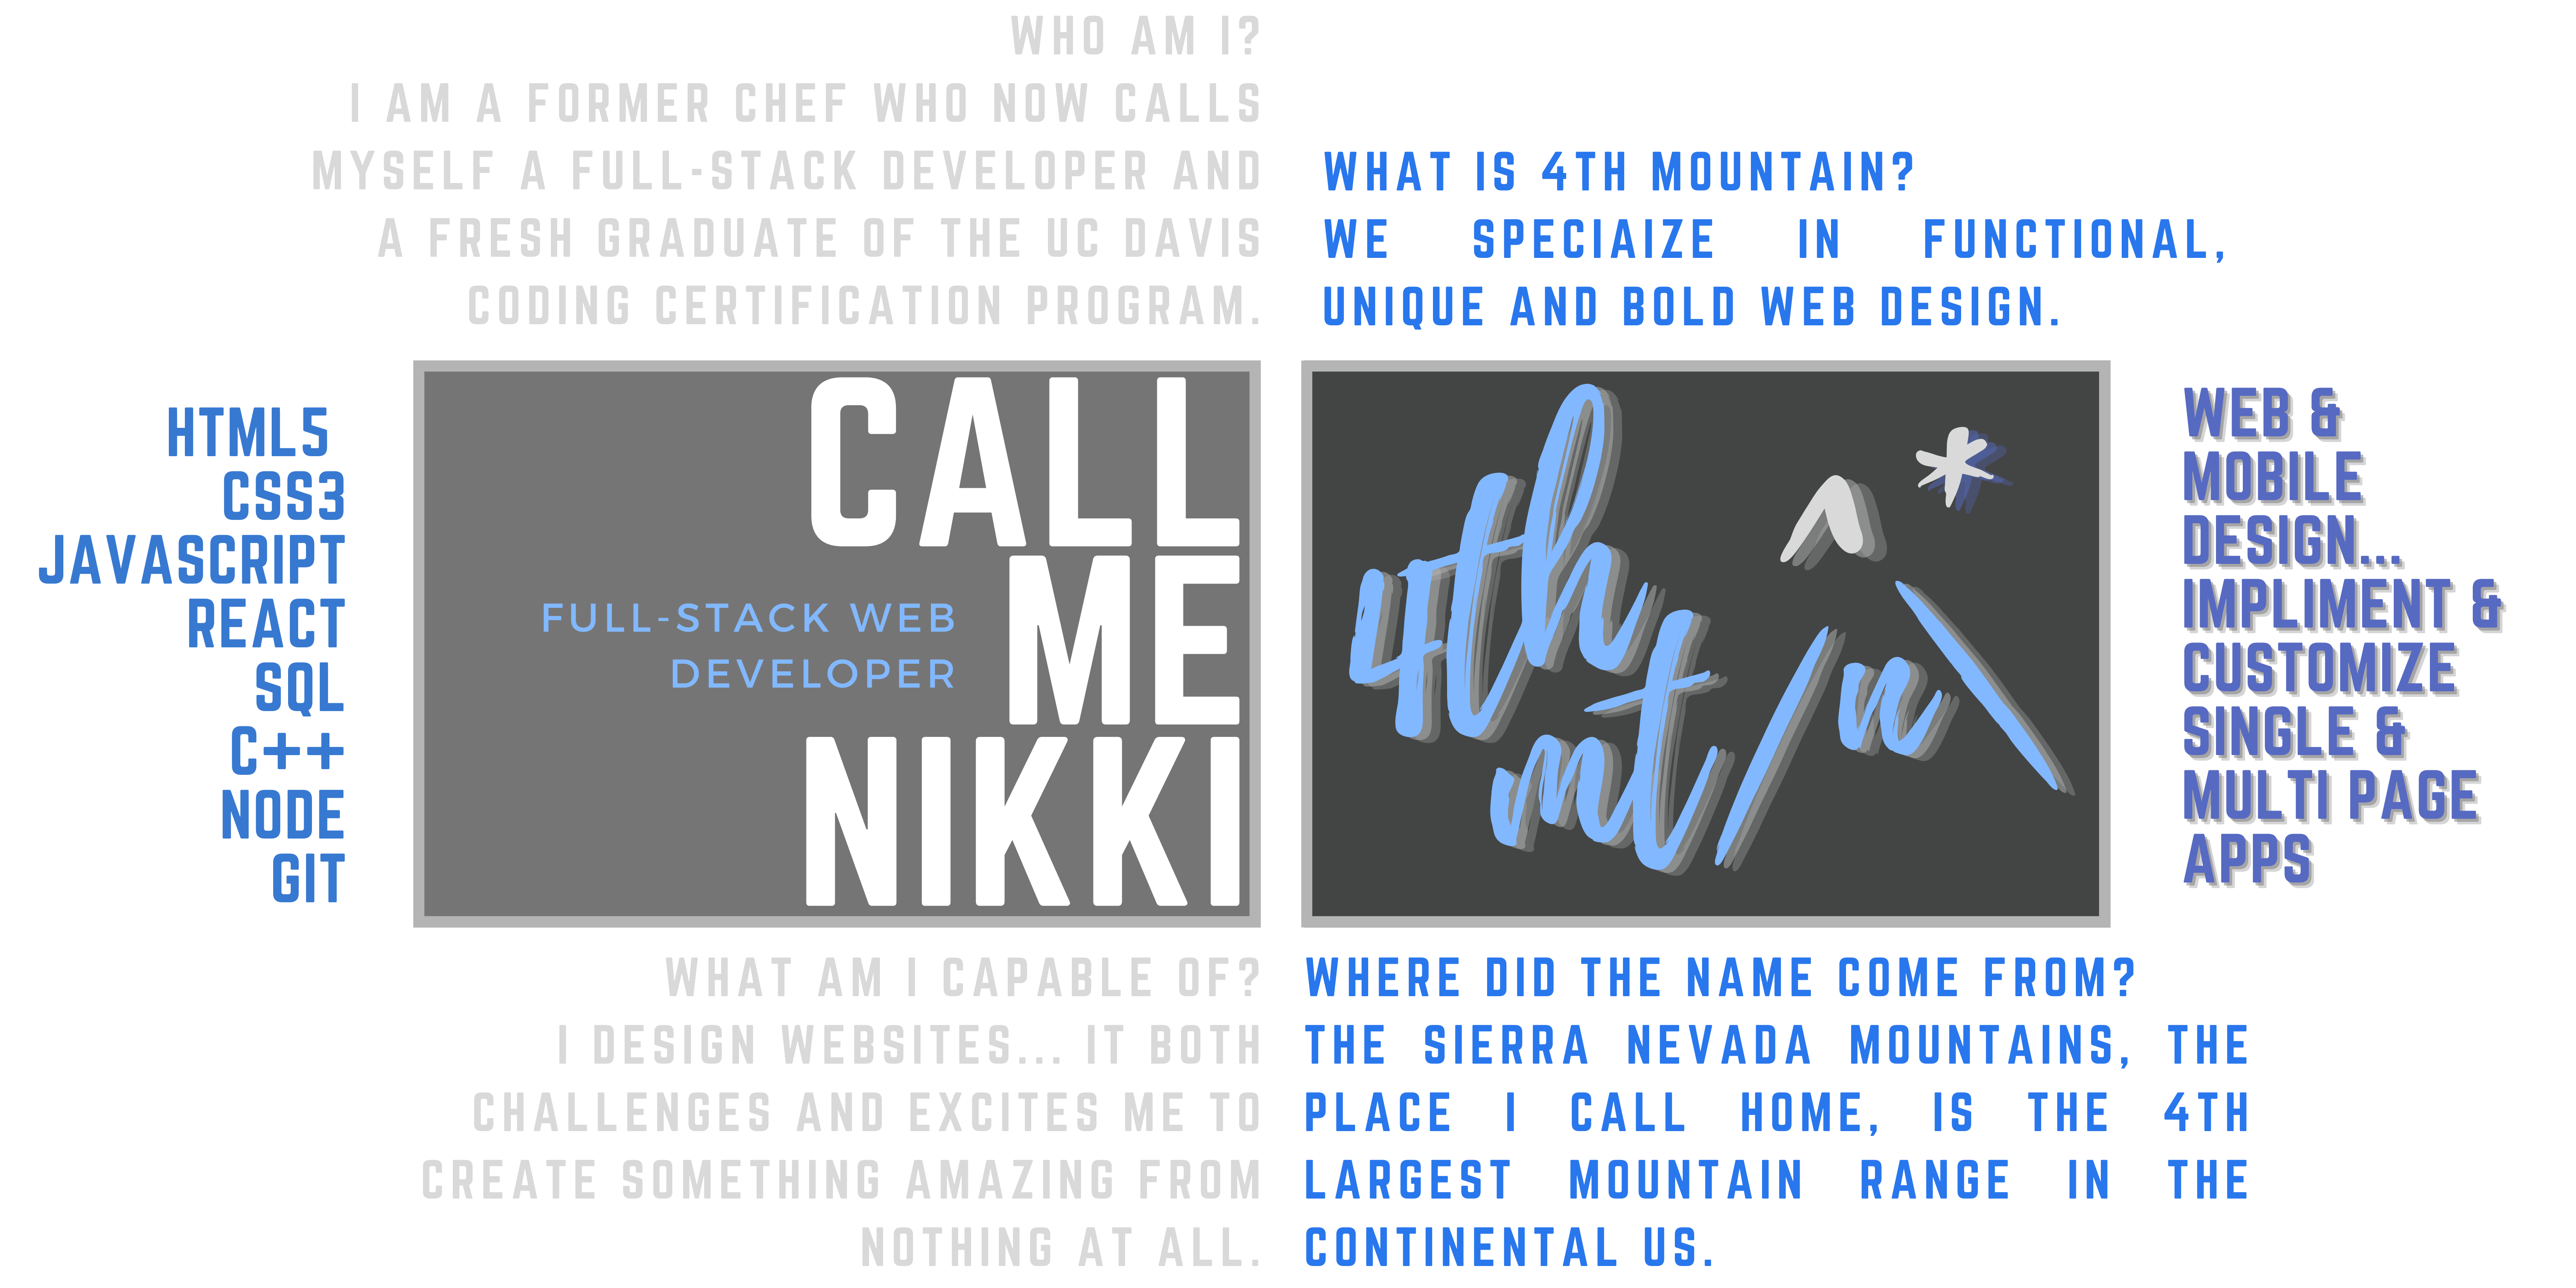 WHO AM I?
I AM A FORMER CHEF WHO NOW CALLS
MYSELF A FULL-STACK DEVELOPER AND
A FRESH GRADUATE OF THE UC DAVIS
CODING CERTIFICATION PROGRAM.
WHAT IS 4TH MOUNTAIN?
WE SPECIAIZE IN FUNCTIONAL,
UNIQUE AND BOLD WEB DESIGN.
HTML5
CSS3
JAVASCRIPT
REACT
SQL
C++
NODE
GIT
CALL
ME
NIKKI
FULL-STACK WEB
DEVELOPER
4th
mt/n\
^*
WEB &
MOBILE
DESIGN...
IMPLIMENT &
CUSTOMIZE
SINGLE &
MULTI PAGE
APPS
WHAT AM I CAPABLE OF?
I DESIGN WEBSITES... IT BOTH
CHALLENGES AND EXCITES ME TO
CREATE SOMETHING AMAZING FROM
NOTHING AT ALL.
WHERE DID THE NAME COME FROM?
THE SIERRA NEVADA MOUNTAINS, THE
PLACE I CALL HOME, IS THE 4TH
LARGEST MOUNTAIN RANGE IN THE
CONTINENTAL US.